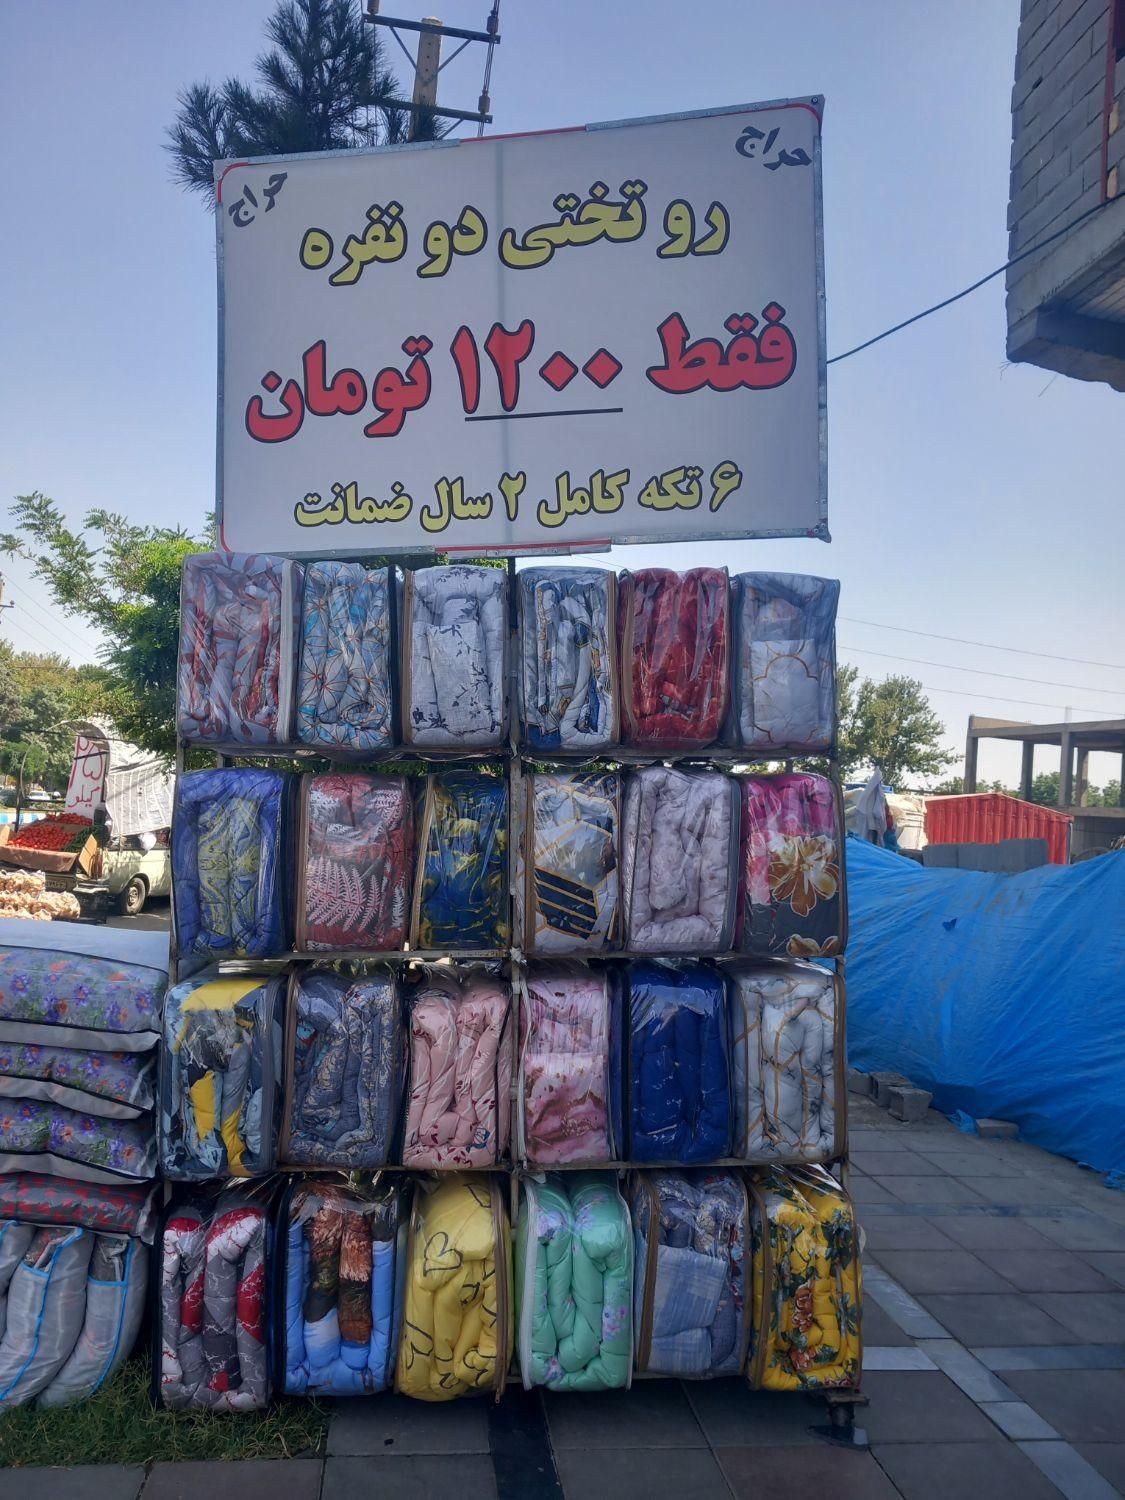 حراج
حراج
رو تختی دو نفره
فقط ۱۲۰۰ تومان
۶ تکه کامل ۲ سال ضمانت